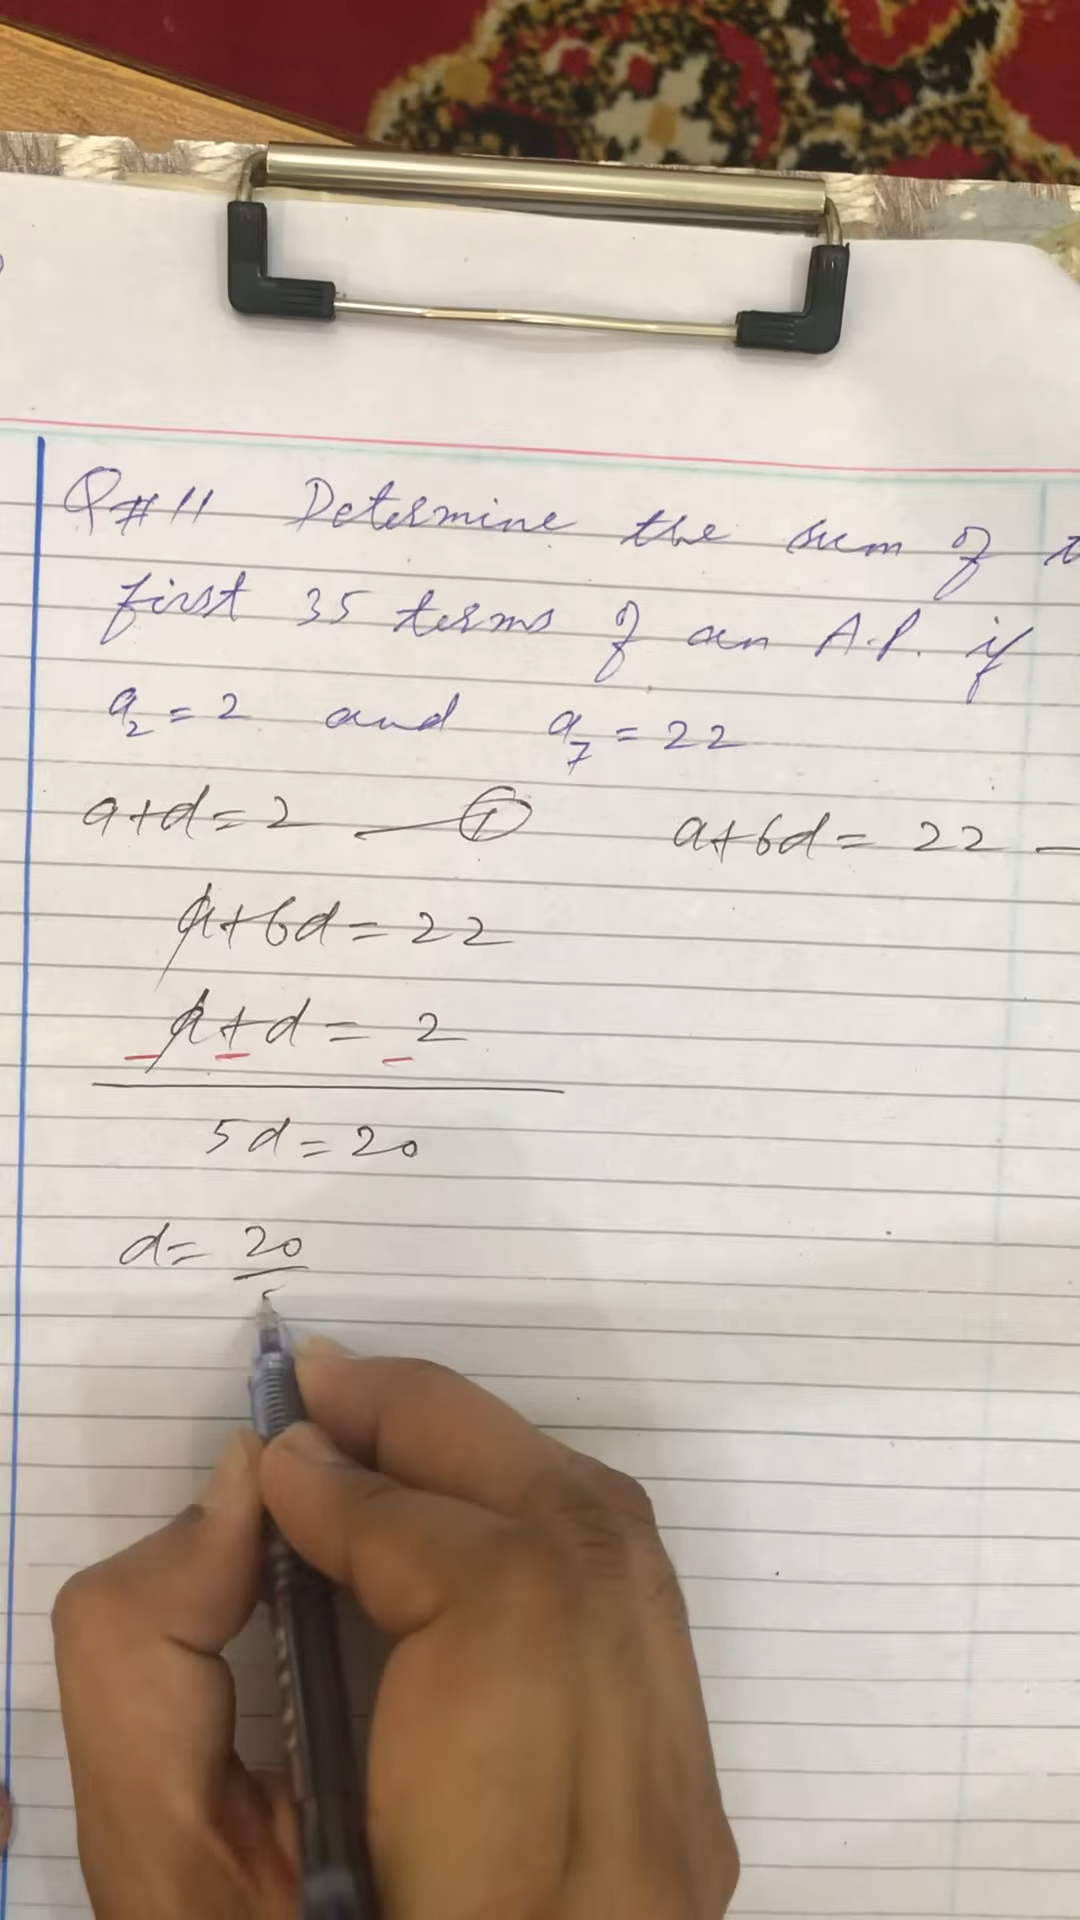 Q#11 Determine the sum of
first 35 terms of an A.P. if
a₂ = 2 and a₇ = 22
a+d=2 — ① a+6d= 22 —
a+6d=22
a+d= 2
5d=20
d= 20